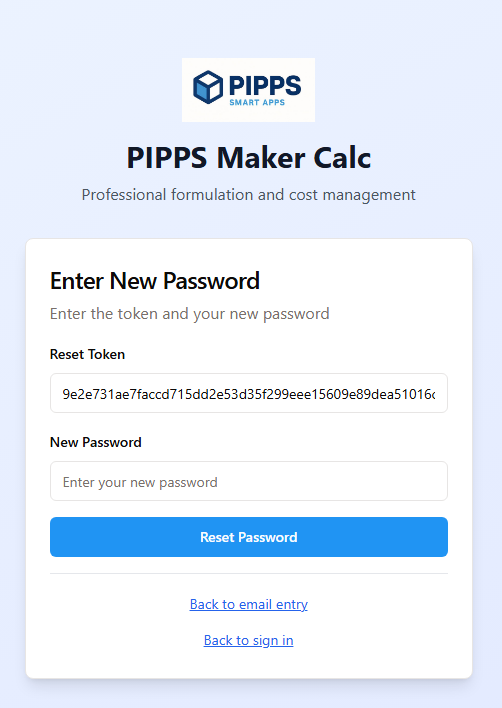 PIPPS
SMART APPS
PIPPS Maker Calc
Professional formulation and cost management
Enter New Password
Enter the token and your new password
Reset Token
9e2e731ae7faccd715dd2e53d35f299eee15609e89dea51016c
New Password
Enter your new password
Reset Password
Back to email entry
Back to sign in